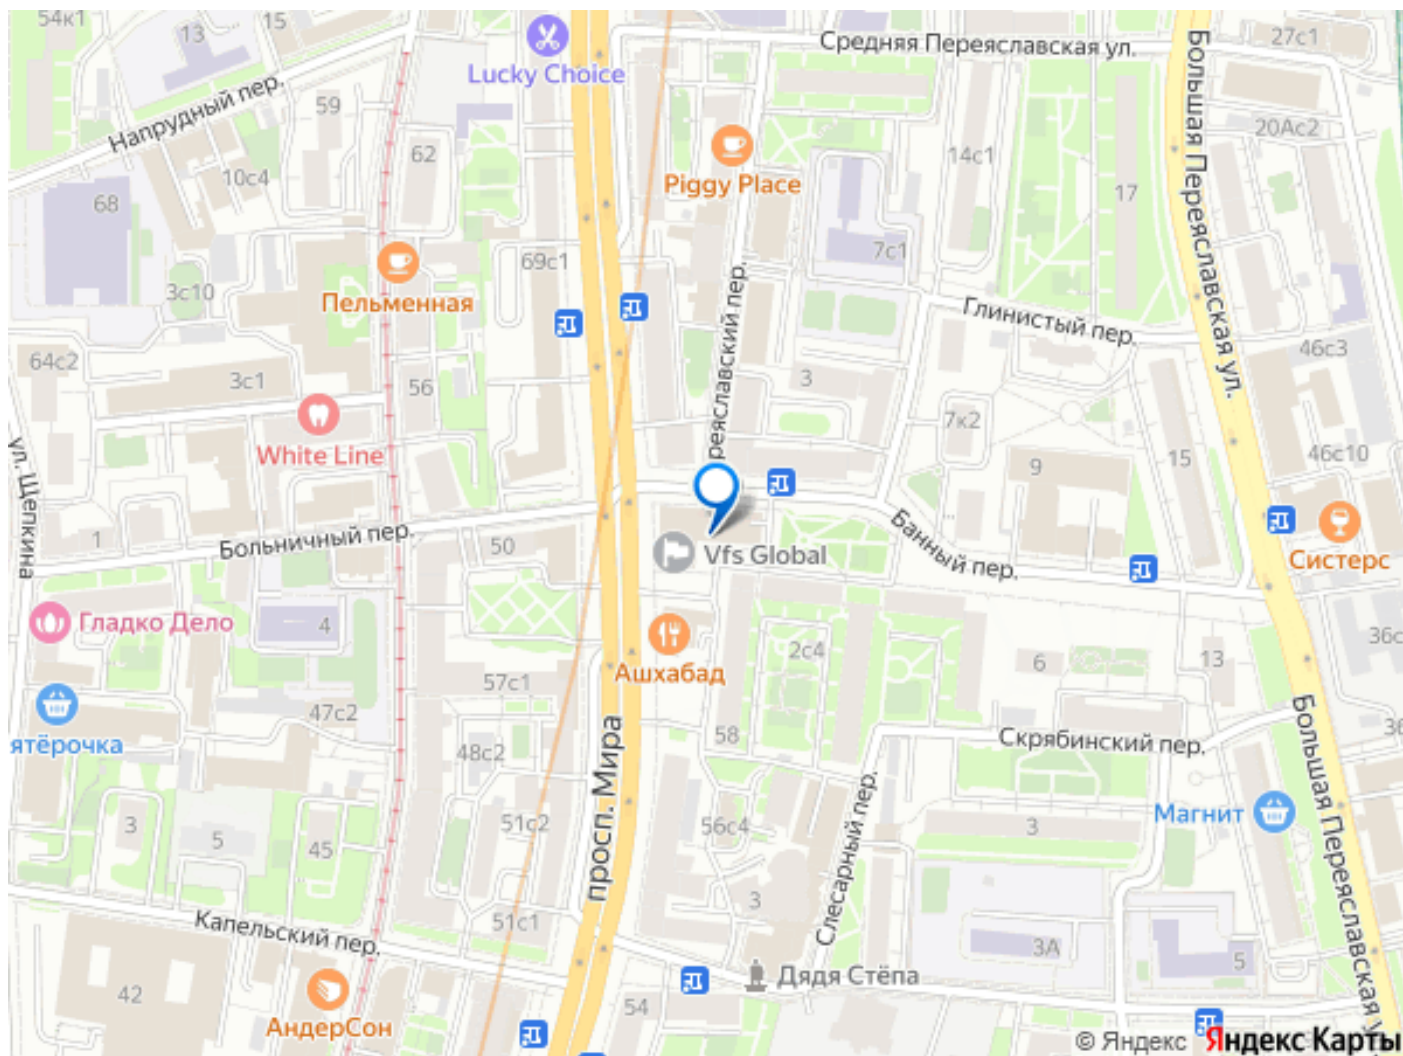 54к1
15
13
Lucky Choice
Средняя Переяславская ул.
27с1
Большая Переяславская ул.
Напрудный пер.
59
62
10с4
68
20Ас2
Piggy Place
14с1
17
7с1
69с1
3с10
Пельменная
Глинистый пер.
реяславский пер.
64с2
3с1
56
3
46с3
White Line
7к2
9
15
46с10
ул. Щепкина
1
Больничный пер.
50
Vfs Global
Банный пер.
Систерс
Гладко Дело
4
Ашхабад
2с4
6
13
36с
57с1
47с2
ятёрочка
48с2
просп. Мира
58
Скрябинский пер.
Большая Переяславская у
36
3
5
45
51с2
56с4
Слесарный пер.
3
Магнит
51с1
3
Капельский пер.
3А
5
42
АндерСон
Дядя Стёпа
54
© Яндекс Яндекс Карты